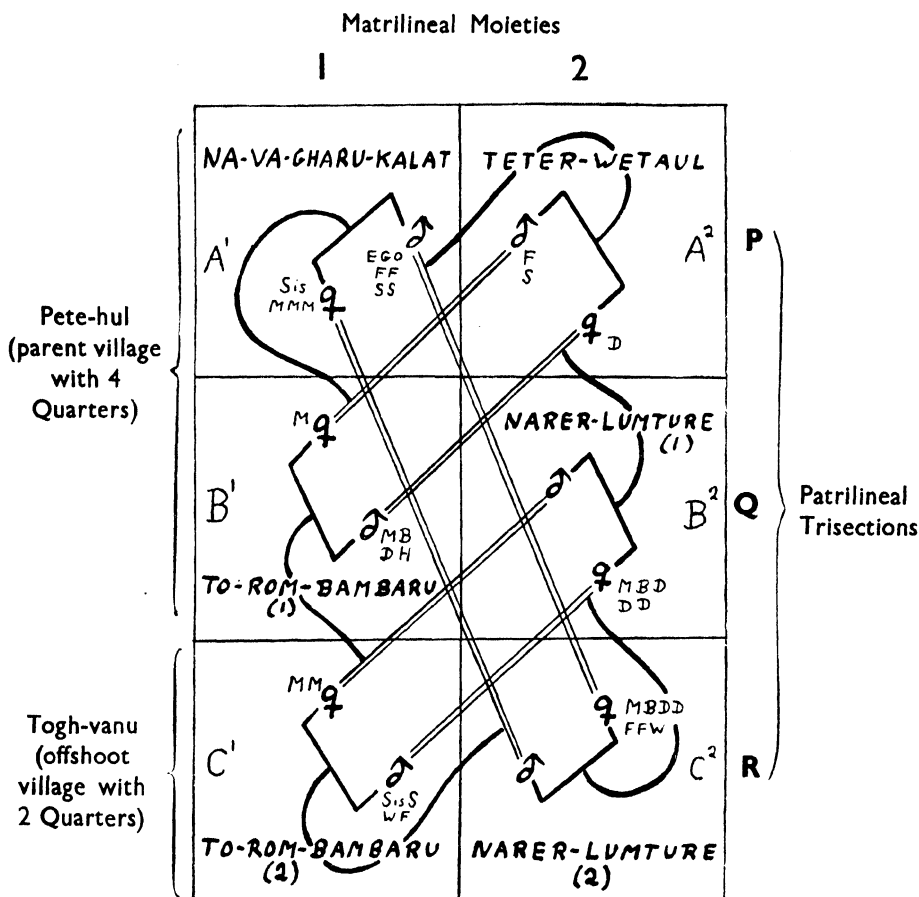 Matrilineal Moieties
1 2
NA-VA-GHARU-KALAT
TETER-WETAUL
A¹
EGO
FF
SS
Sis
MMM
F
S
D
A²
P
Pete-hul
(parent village
with 4
Quarters)
M
B¹
MB
DH
TO-ROM-BAMBARU
(1)
NARER-LUMTURE
(1)
B²
Q
MBD
DD
Patrilineal
Trisections
Togh-vanu
(offshoot
village with
2 Quarters)
MM
C¹
SisS
WF
TO-ROM-BAMBARU
(2)
MBDD
FFW
C²
R
NARER-LUMTURE
(2)